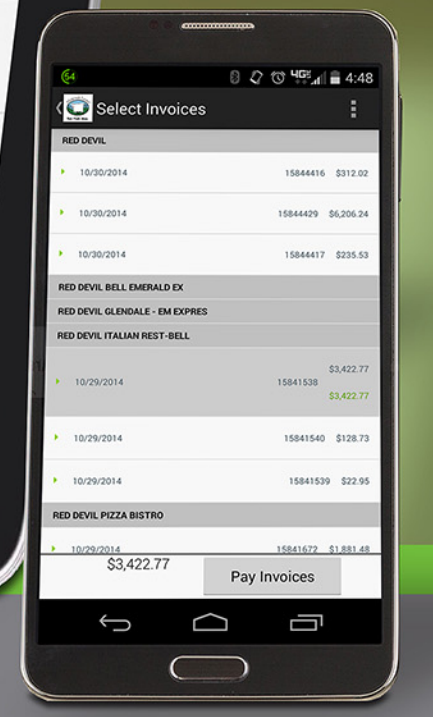 64 4G 4:48
Select Invoices
RED DEVIL
10/30/2014 15844416 $312.02
10/30/2014 15844429 $6,206.24
10/30/2014 15844417 $235.53
RED DEVIL BELL EMERALD EX
RED DEVIL GLENDALE - EM EXPRES
RED DEVIL ITALIAN REST-BELL
$3,422.77
10/29/2014 15841538
$3,422.77
10/29/2014 15841540 $128.73
10/29/2014 15841539 $22.95
RED DEVIL PIZZA BISTRO
10/29/2014 15841672 $1,881.48
$3,422.77 Pay Invoices